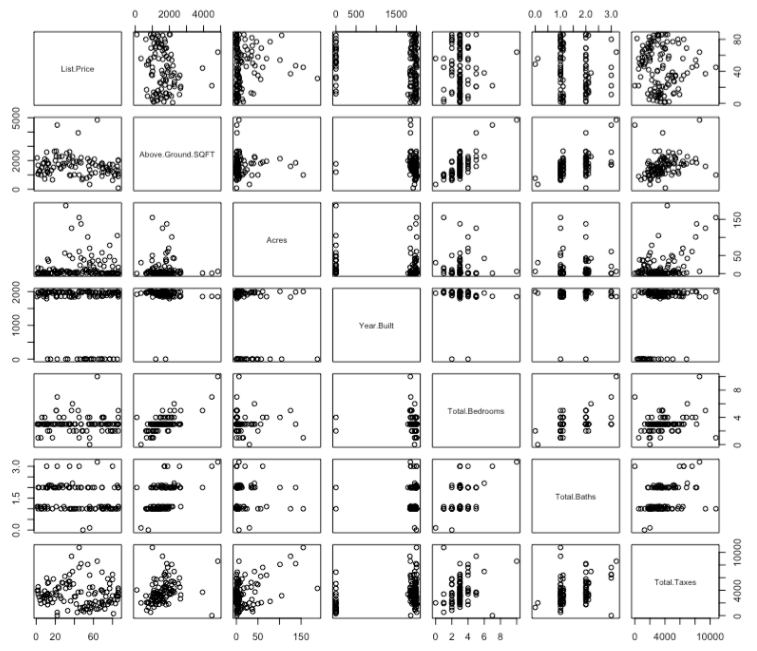 0 2000 4000 0 500 1500 0.0 1.0 2.0 3.0
List.Price 0 40 80
0 2000 5000 Above.Ground.SQFT
Acres 0 50 150
0 1000 2000 Year.Built
Total.Bedrooms 0 4 8
0.0 1.5 3.0 Total.Baths
Total.Taxes 0 4000 10000
0 20 60 0 50 150 0 2 4 6 8 0 4000 10000